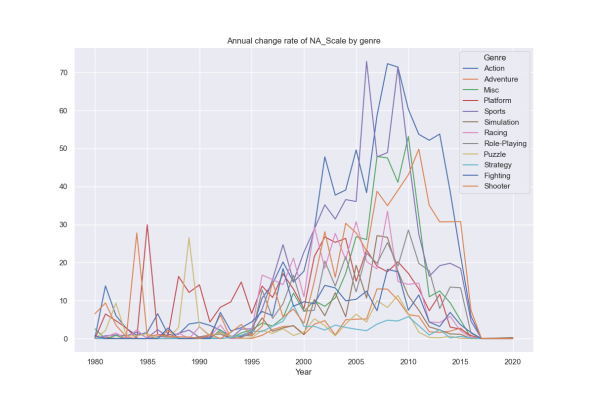 Annual change rate of NA_Scale by genre
Genre
Action
Adventure
Misc
Platform
Sports
Simulation
Racing
Role-Playing
Puzzle
Strategy
Fighting
Shooter
70
60
50
40
30
20
10
0
1980 1985 1990 1995 2000 2005 2010 2015 2020
Year